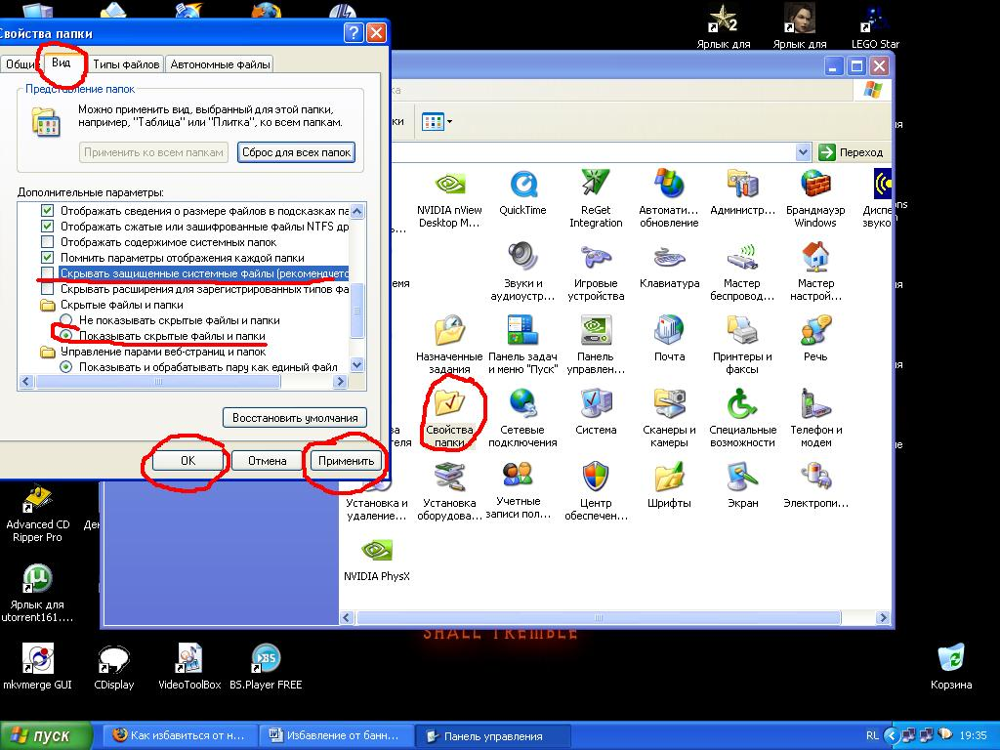 Свойства папки
Общие
Вид
Типы файлов
Автономные файлы
Представление папок
Можно применить вид, выбранный для этой папки,
например, "Таблица" или "Плитка", ко всем папкам.
Применить ко всем папкам
Сброс для всех папок
Дополнительные параметры:
Отображать сведения о размере файлов в подсказках па
Отображать сжатые или зашифрованные файлы NTFS др
Отображать содержимое системных папок
Помнить параметры отображения каждой папки
Скрывать защищенные системные файлы (рекомендует
Скрывать расширения для зарегистрированных типов фа
Скрытые файлы и папки
Не показывать скрытые файлы и папки
Показывать скрытые файлы и папки
Управление парами веб-страниц и папок
Показывать и обрабатывать пару как единый файл
Восстановить умолчания
OK
Отмена
Применить
Ярлык для
Ярлык для
LEGO Star
Переход
NVIDIA nView
Desktop M...
QuickTime
ReGet
Integration
Автомати...
обновление
Администр...
Брандмауэр
Windows
Диспе
звуко
Звуки и
аудиоустр...
Игровые
устройства
Клавиатура
Мастер
беспровод...
Мастер
настрой...
Назначенные
задания
Панель задач
и меню "Пуск"
Панель
управлен...
Почта
Принтеры и
факсы
Речь
Свойства
папки
Сетевые
подключения
Система
Сканеры и
камеры
Специальные
возможности
Телефон и
модем
Установка и
удаление...
Установка
оборудова...
Учетные
записи пол...
Центр
обеспечен...
Шрифты
Экран
Электропи...
NVIDIA PhysX
Advanced CD
Ripper Pro
Ярлык для
utorrent161....
SHALL TREMBLE
mkvmerge GUI
CDisplay
VideoToolBox
BS.Player FREE
Корзина
пуск
Как избавиться от н...
Избавление от банн...
Панель управления
RL
19:35